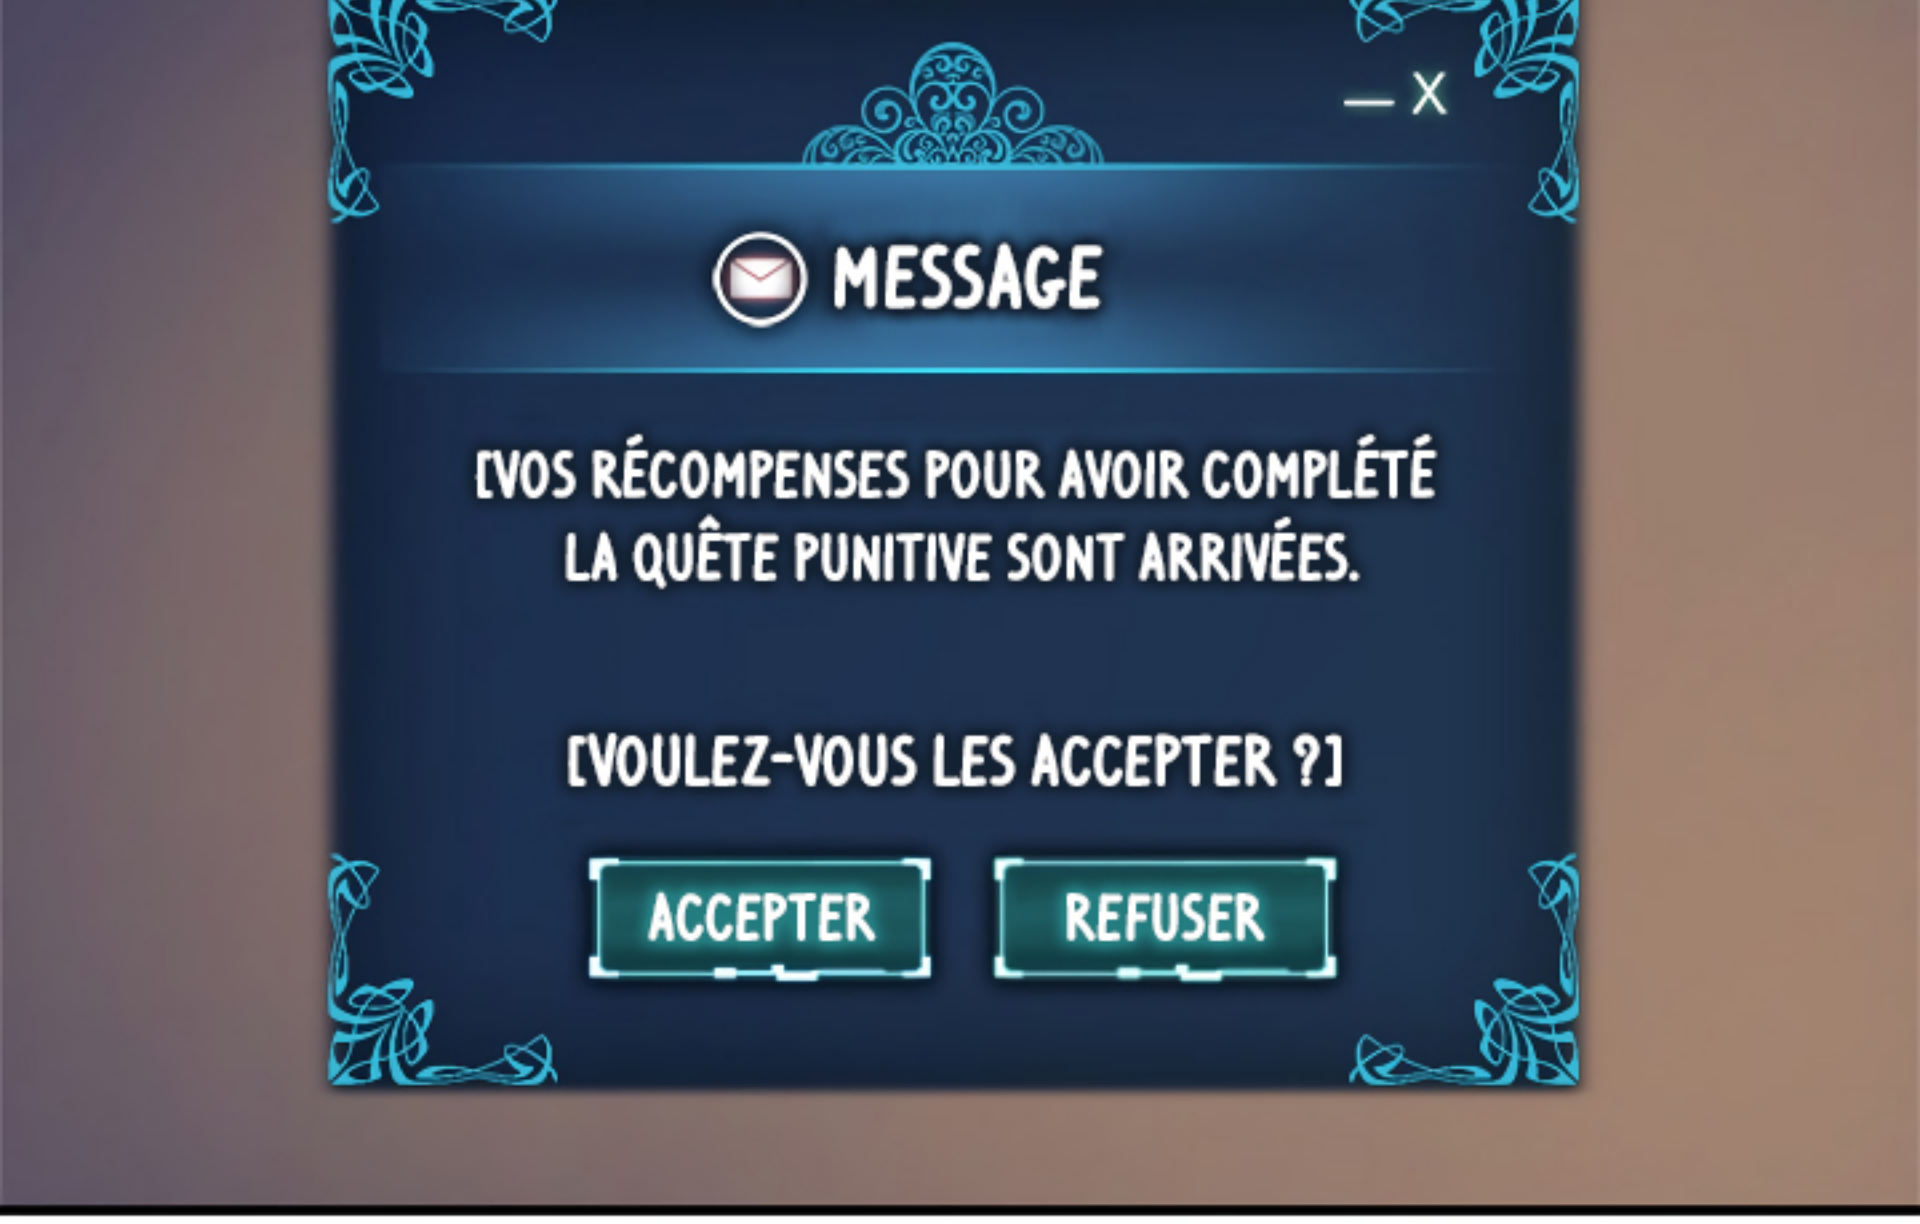 — X
MESSAGE
[VOS RÉCOMPENSES POUR AVOIR COMPLÉTÉ
LA QUÊTE PUNITIVE SONT ARRIVÉES.
[VOULEZ-VOUS LES ACCEPTER ?]
ACCEPTER REFUSER